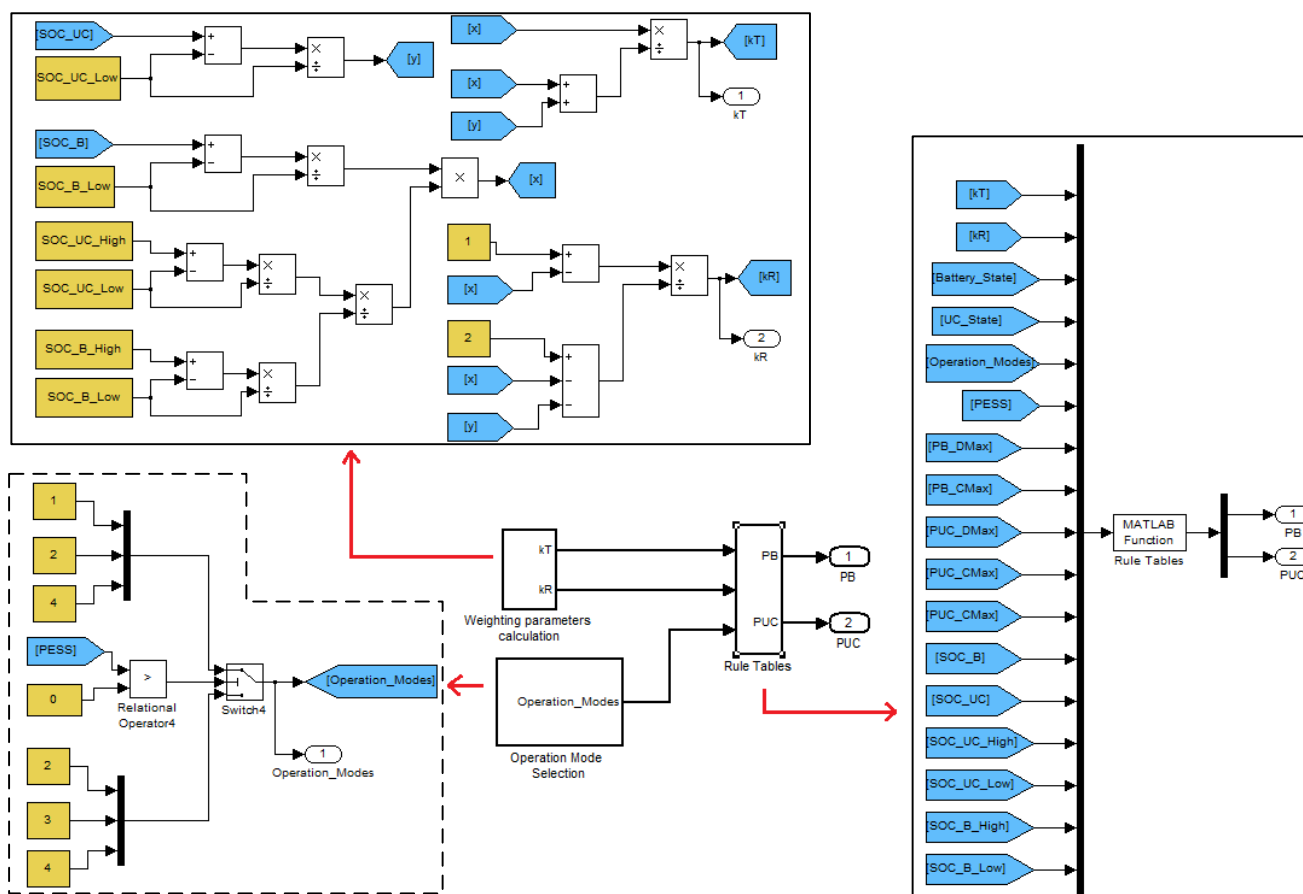 [SOC_UC]
+
−
SOC_UC_Low
×
÷
[y]
[x]
×
÷
[kT]
[x]
+
+
[y]
1
kT
[SOC_B]
+
−
SOC_B_Low
×
÷
×
[x]
SOC_UC_High
+
−
SOC_UC_Low
×
÷
×
÷
SOC_B_High
+
−
SOC_B_Low
×
÷
1
+
−
[x]
×
÷
[kR]
2
kR
2
+
−
−
[x]
[y]
1
2
4
[PESS]
0
>
Relational
Operator4
Switch4
[Operation_Modes]
1
Operation_Modes
2
3
4
kT
kR
Weighting parameters
calculation
PB
PUC
Rule Tables
1
PB
2
PUC
Operation_Modes
Operation Mode
Selection
[kT]
[kR]
[Battery_State]
[UC_State]
[Operation_Modes]
[PESS]
[PB_DMax]
[PB_CMax]
[PUC_DMax]
[PUC_CMax]
[PUC_CMax]
[SOC_B]
[SOC_UC]
[SOC_UC_High]
[SOC_UC_Low]
[SOC_B_High]
[SOC_B_Low]
MATLAB
Function
Rule Tables
1
PB
2
PUC